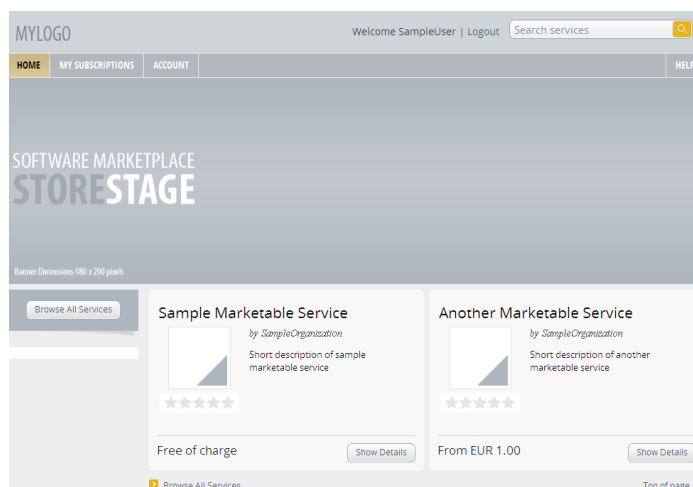 MYLOGO
Welcome SampleUser | Logout
Search services
HOME
MY SUBSCRIPTIONS
ACCOUNT
HELP
SOFTWARE MARKETPLACE
STORESTAGE
Banner Dimensions 980 x 290 pixels
Browse All Services
Sample Marketable Service
by SampleOrganization
Short description of sample
marketable service
Free of charge
Show Details
Another Marketable Service
by SampleOrganization
Short description of another
marketable service
From EUR 1.00
Show Details
Browse All Services
Top of page